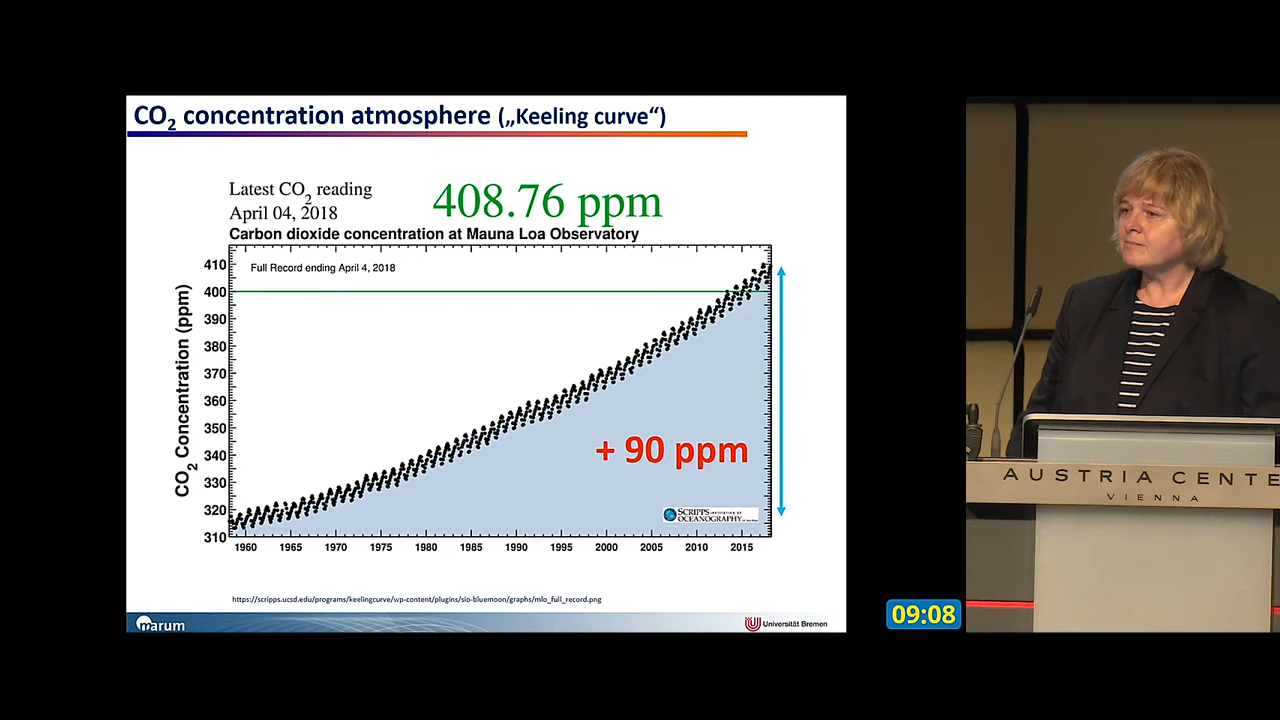 CO2 concentration atmosphere („Keeling curve“)
Latest CO2 reading
April 04, 2018
408.76 ppm
Carbon dioxide concentration at Mauna Loa Observatory
Full Record ending April 4, 2018
CO2 Concentration (ppm)
410
400
390
380
370
360
350
340
330
320
310
1960 1965 1970 1975 1980 1985 1990 1995 2000 2005 2010 2015
+ 90 ppm
SCRIPPS INSTITUTION OF
OCEANOGRAPHY
https://scripps.ucsd.edu/programs/keelingcurve/wp-content/plugins/sio-bluemoon/graphs/mlo_full_record.png
marum
Universität Bremen
09:08
AUSTRIA CENTE
VIENNA